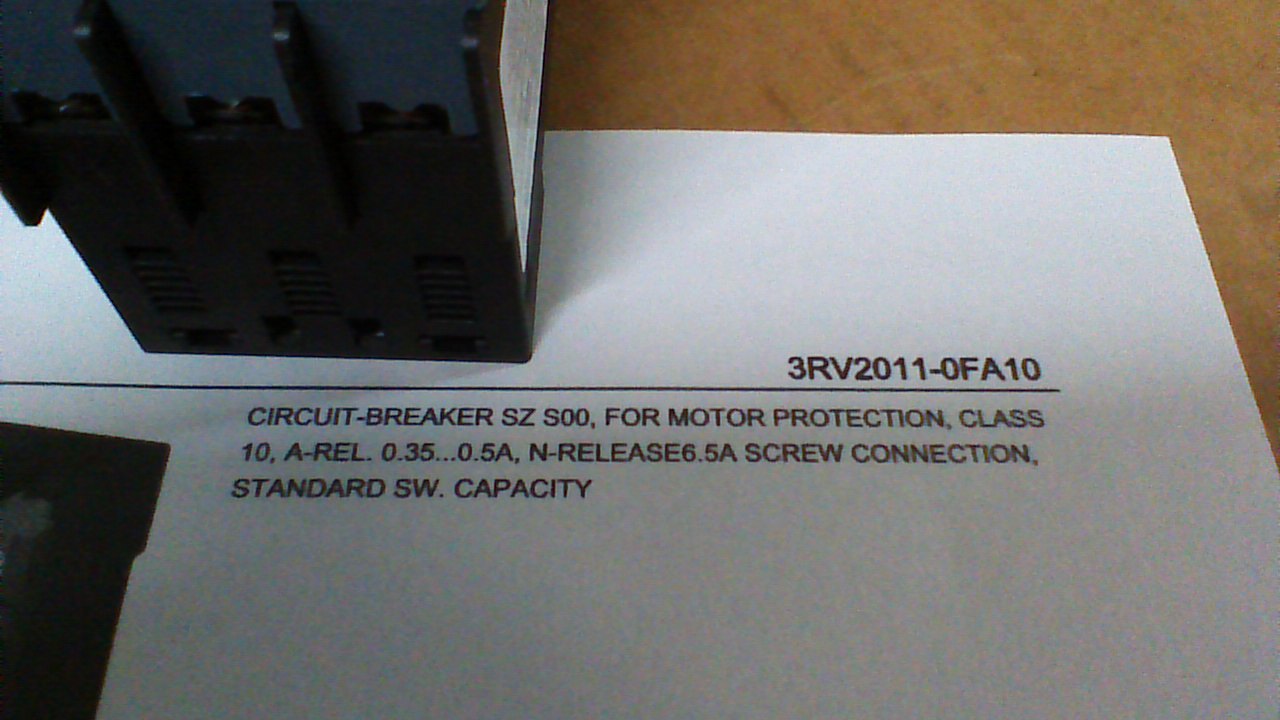 3RV2011-0FA10
CIRCUIT-BREAKER SZ S00, FOR MOTOR PROTECTION, CLASS
10, A-REL. 0.35...0.5A, N-RELEASE6.5A SCREW CONNECTION,
STANDARD SW. CAPACITY